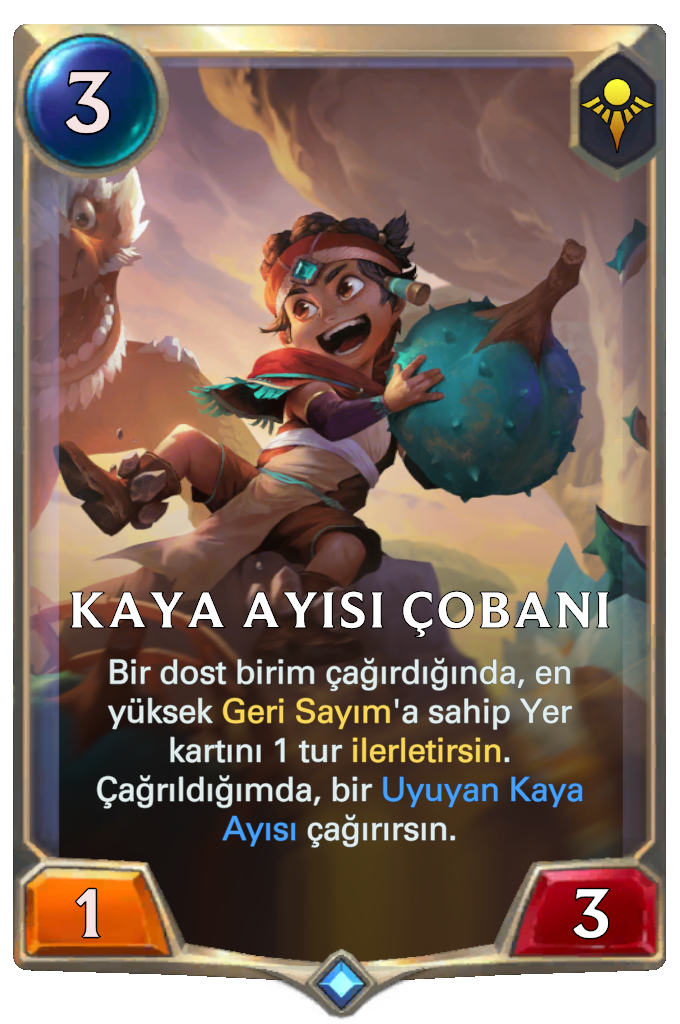 3
KAYA AYISI ÇOBANI
Bir dost birim çağırdığında, en
yüksek Geri Sayım'a sahip Yer
kartını 1 tur ilerletirsin.
Çağrıldığımda, bir Uyuyan Kaya
Ayısı çağırırsın.
1
3